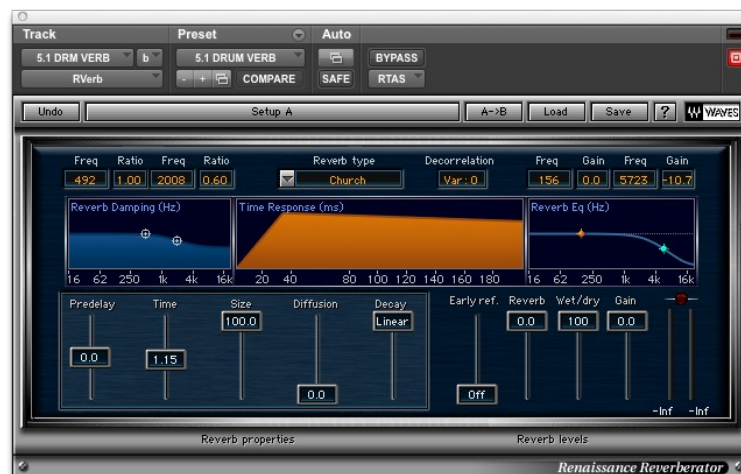 Track Preset Auto
5.1 DRM VERB b 5.1 DRUM VERB BYPASS
RVerb - + COMPARE SAFE RTAS
Undo Setup A A->B Load Save ? WAVES
Freq Ratio Freq Ratio Reverb type Decorrelation Freq Gain Freq Gain
492 1.00 2008 0.60 Church Var: 0 156 0.0 5723 -10.7
Reverb Damping (Hz) Time Response (ms) Reverb Eq (Hz)
16 62 250 1k 4k 16k 20 40 80 100 120 140 160 180 16 62 250 1k 4k 16k
Predelay Time Size Diffusion Decay Early ref. Reverb Wet/dry Gain
100.0 Linear 0.0 100 0.0
0.0 1.15
0.0 Off
-Inf -Inf
Reverb properties Reverb levels
Renaissance Reverberator